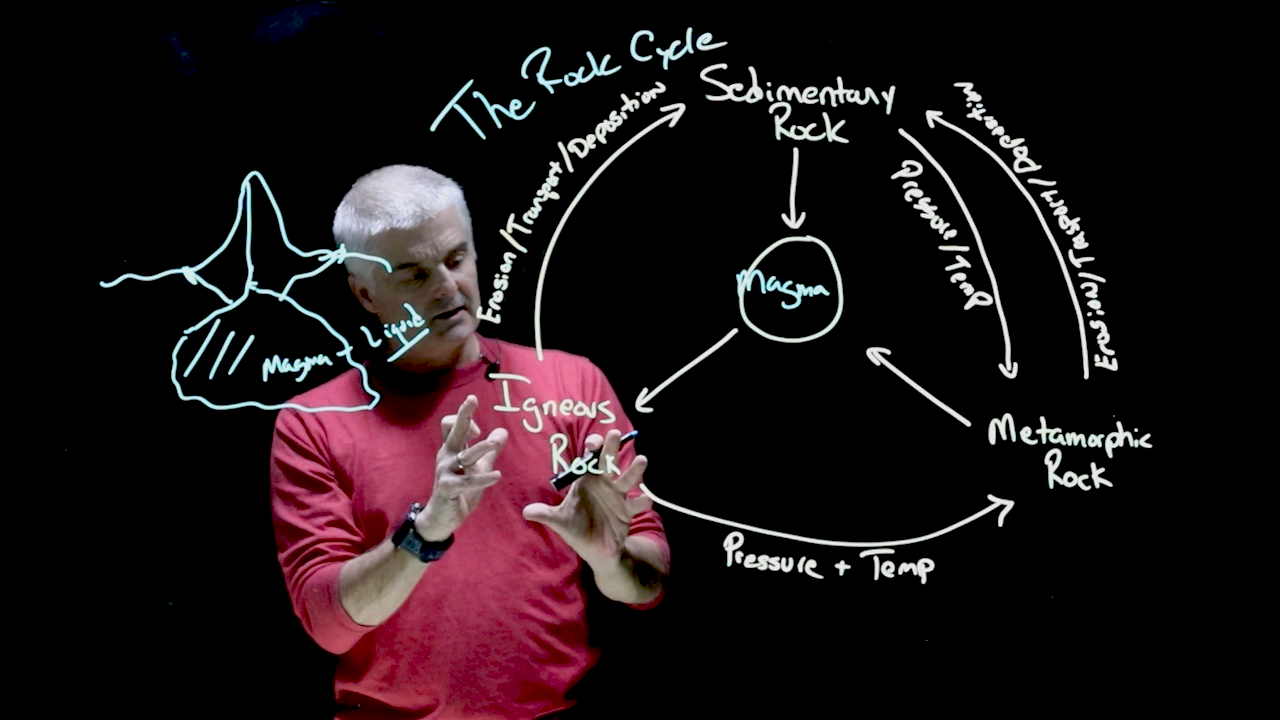 The Rock Cycle
Sedimentary
Rock
Erosion/Transport/Deposition
Pressure/Temp
Erosion/Transport/Deposition
Magma
Magma - Liquid
Igneous
Rock
Metamorphic
Rock
Pressure + Temp